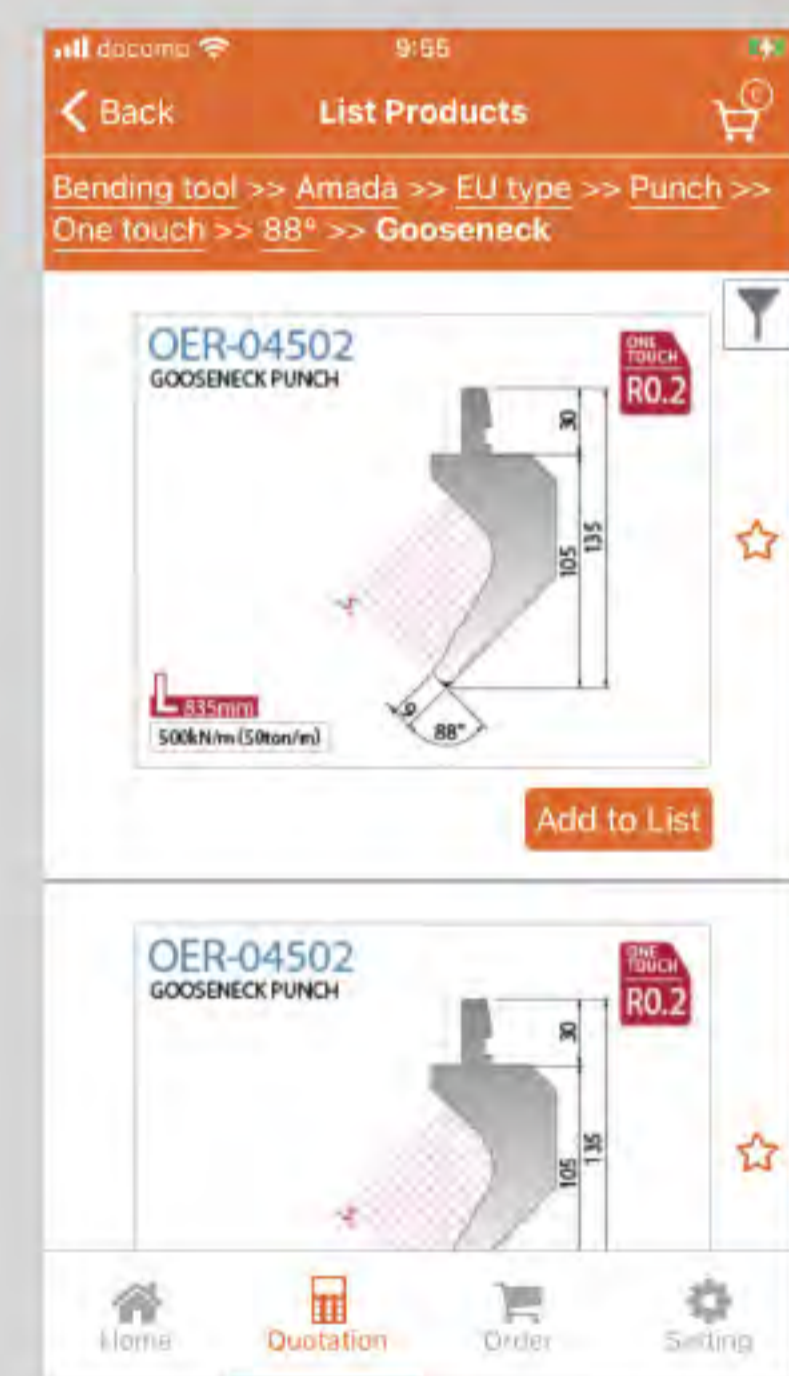 docomo
9:55
Back
List Products
0
Bending tool >> Amada >> EU type >> Punch >>
One touch >> 88° >> Gooseneck
OER-04502
GOOSENECK PUNCH
ONE
TOUCH
R0.2
30
105
135
9
88°
L 835mm
500kN/m (50ton/m)
Add to List
OER-04502
GOOSENECK PUNCH
ONE
TOUCH
R0.2
30
105
135
Home
Quotation
Order
Setting